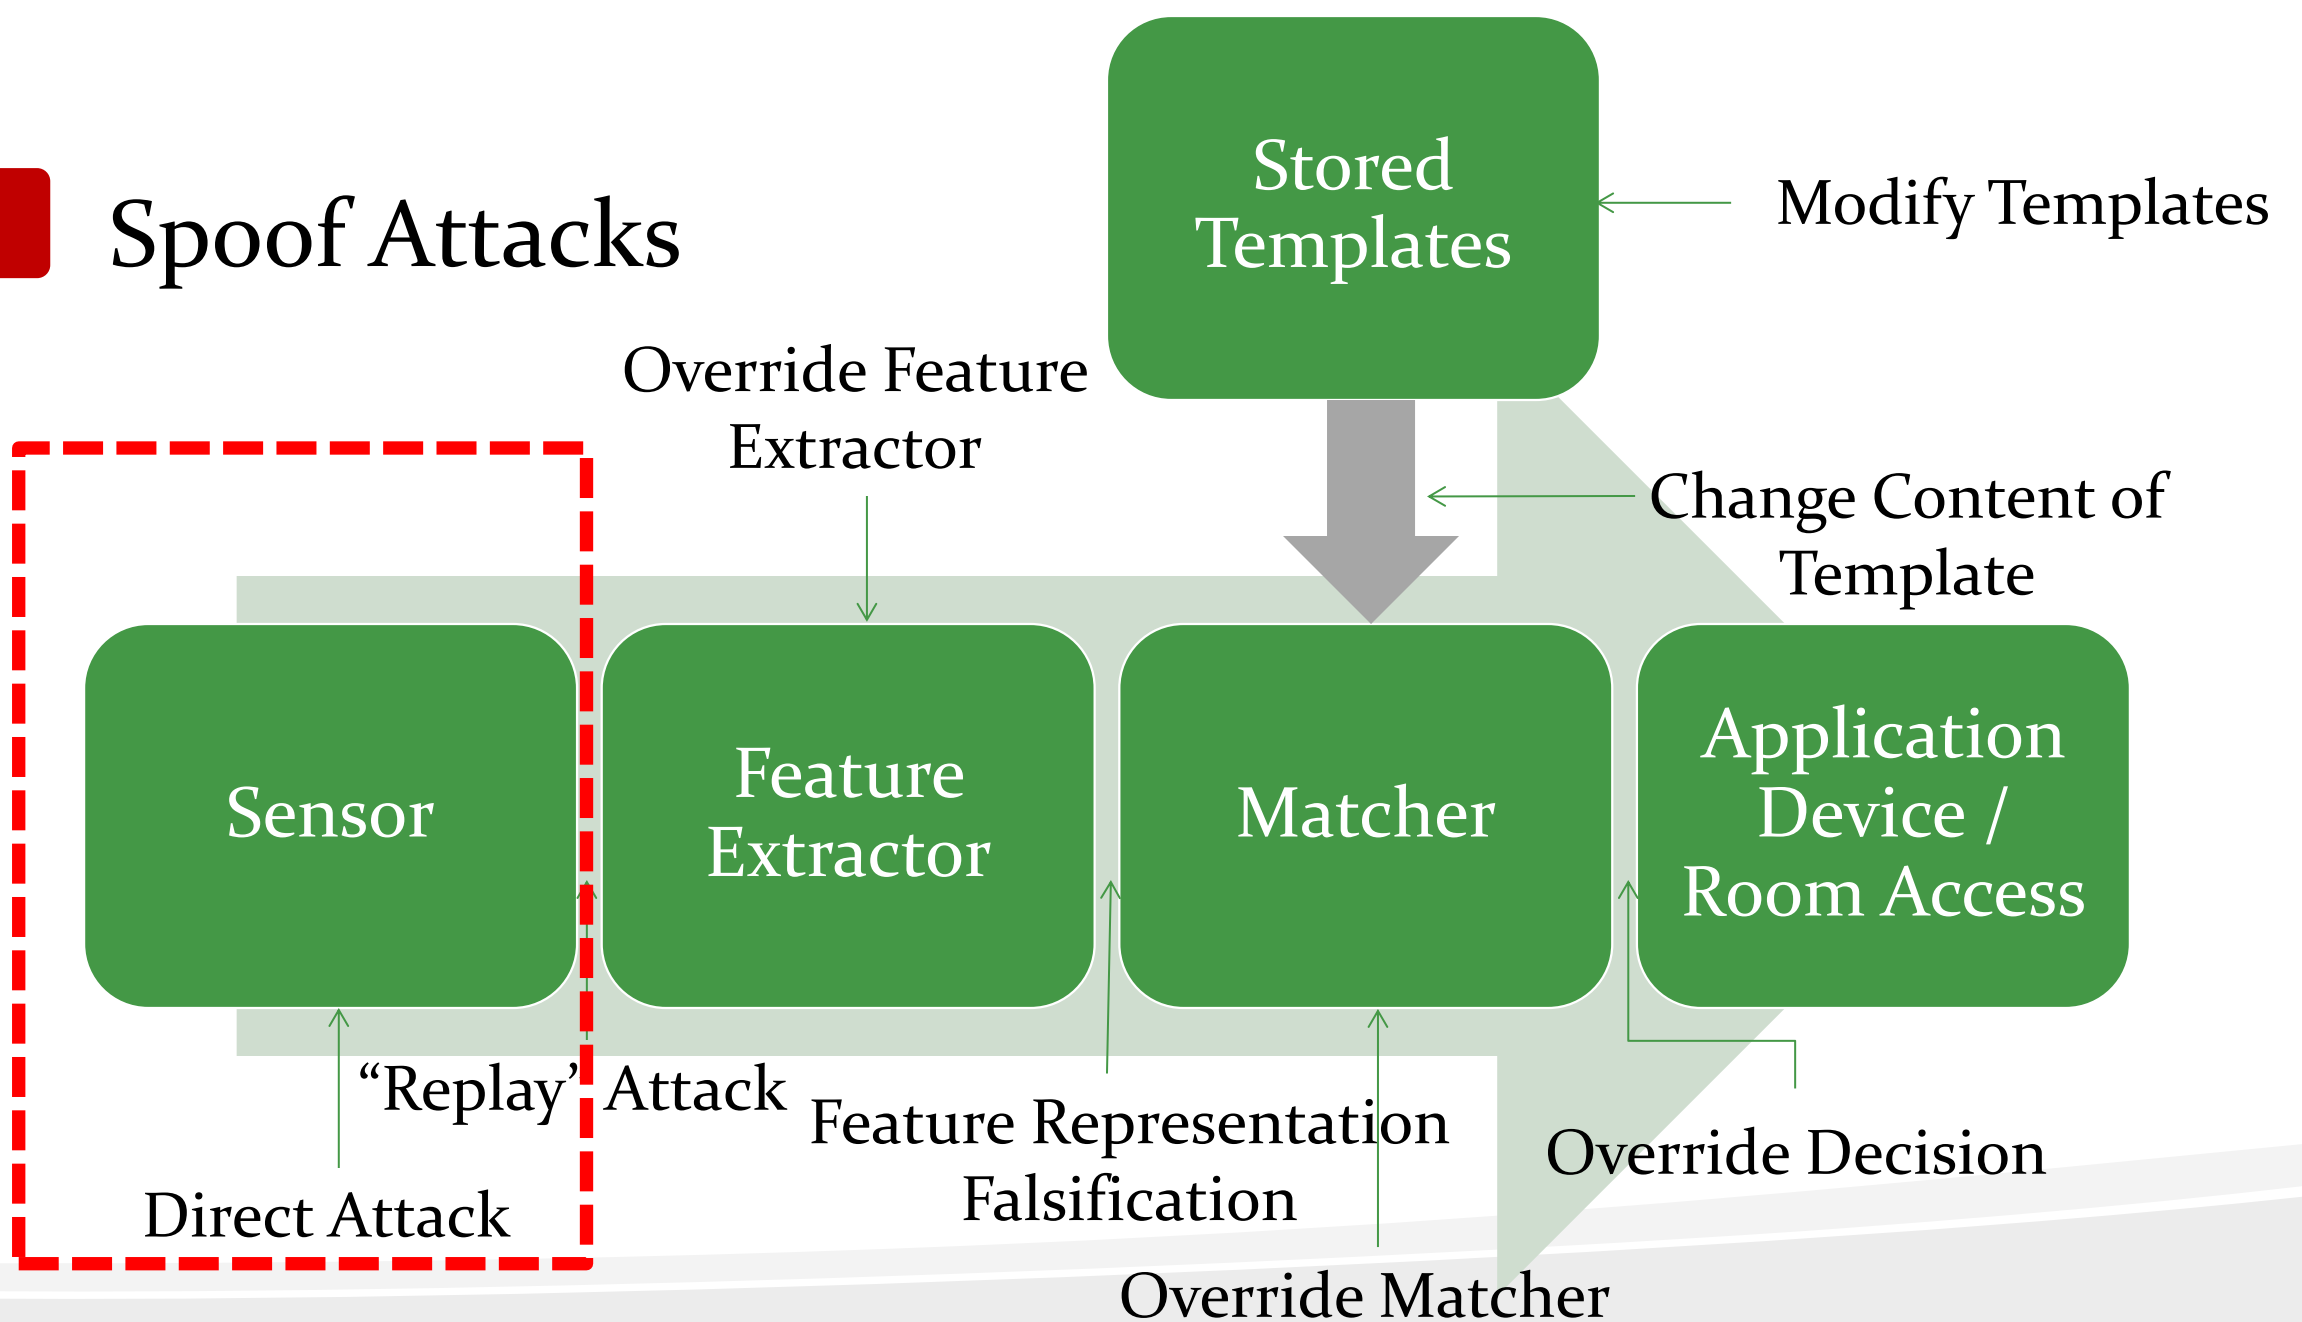 Spoof Attacks
Stored
Templates
Modify Templates
Override Feature
Extractor
Change Content of
Template
Sensor
Feature
Extractor
Matcher
Application
Device /
Room Access
“Replay” Attack
Direct Attack
Feature Representation
Falsification
Override Matcher
Override Decision